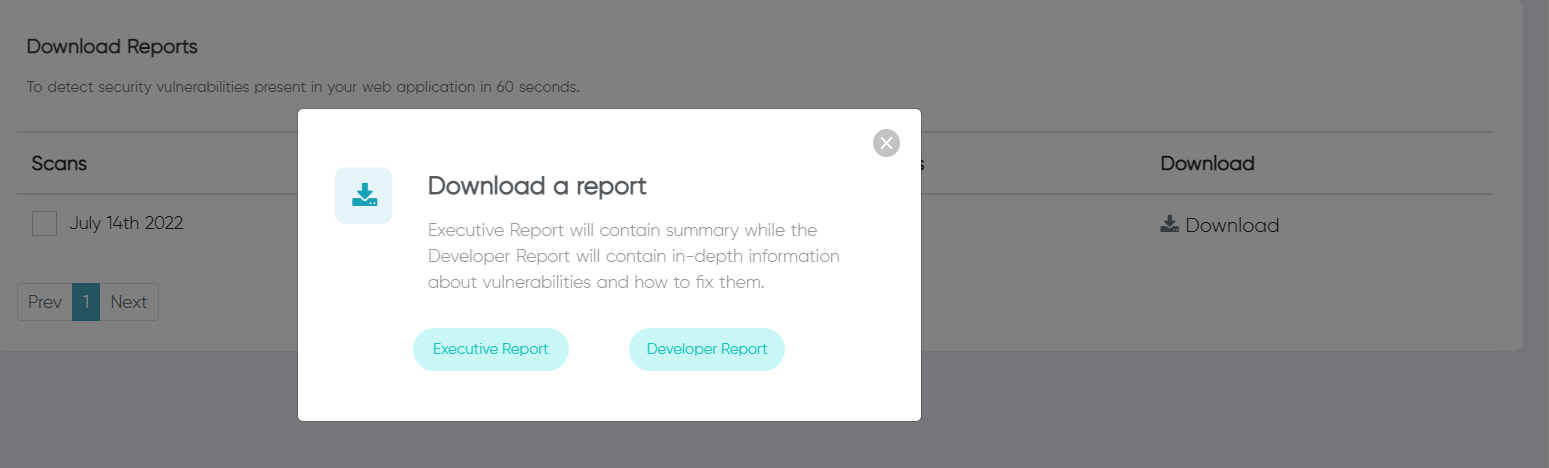 Download Reports
To detect security vulnerabilities present in your web application in 60 seconds.
Scans
Download
July 14th 2022
Download
Prev 1 Next
Download a report
Executive Report will contain summary while the
Developer Report will contain in-depth information
about vulnerabilities and how to fix them.
Executive Report
Developer Report